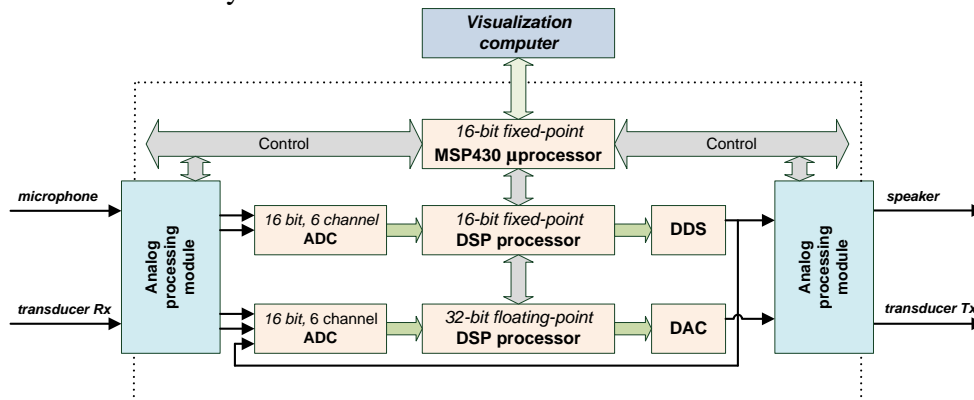 Visualization
computer
16-bit fixed-point
MSP430 µprocessor
Control
Control
microphone
transducer Rx
Analog
processing
module
16 bit, 6 channel
ADC
16-bit fixed-point
DSP processor
DDS
16 bit, 6 channel
ADC
32-bit floating-point
DSP processor
DAC
Analog
processing
module
speaker
transducer Tx